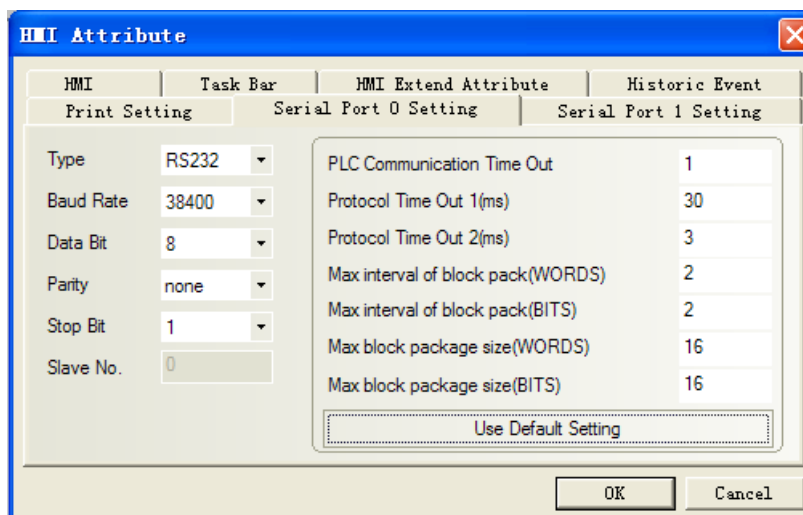 HMI Attribute
HMI
Task Bar
HMI Extend Attribute
Historic Event
Print Setting
Serial Port 0 Setting
Serial Port 1 Setting
Type
RS232
Baud Rate
38400
Data Bit
8
Parity
none
Stop Bit
1
Slave No.
0
PLC Communication Time Out
1
Protocol Time Out 1(ms)
30
Protocol Time Out 2(ms)
3
Max interval of block pack(WORDS)
2
Max interval of block pack(BITS)
2
Max block package size(WORDS)
16
Max block package size(BITS)
16
Use Default Setting
OK
Cancel